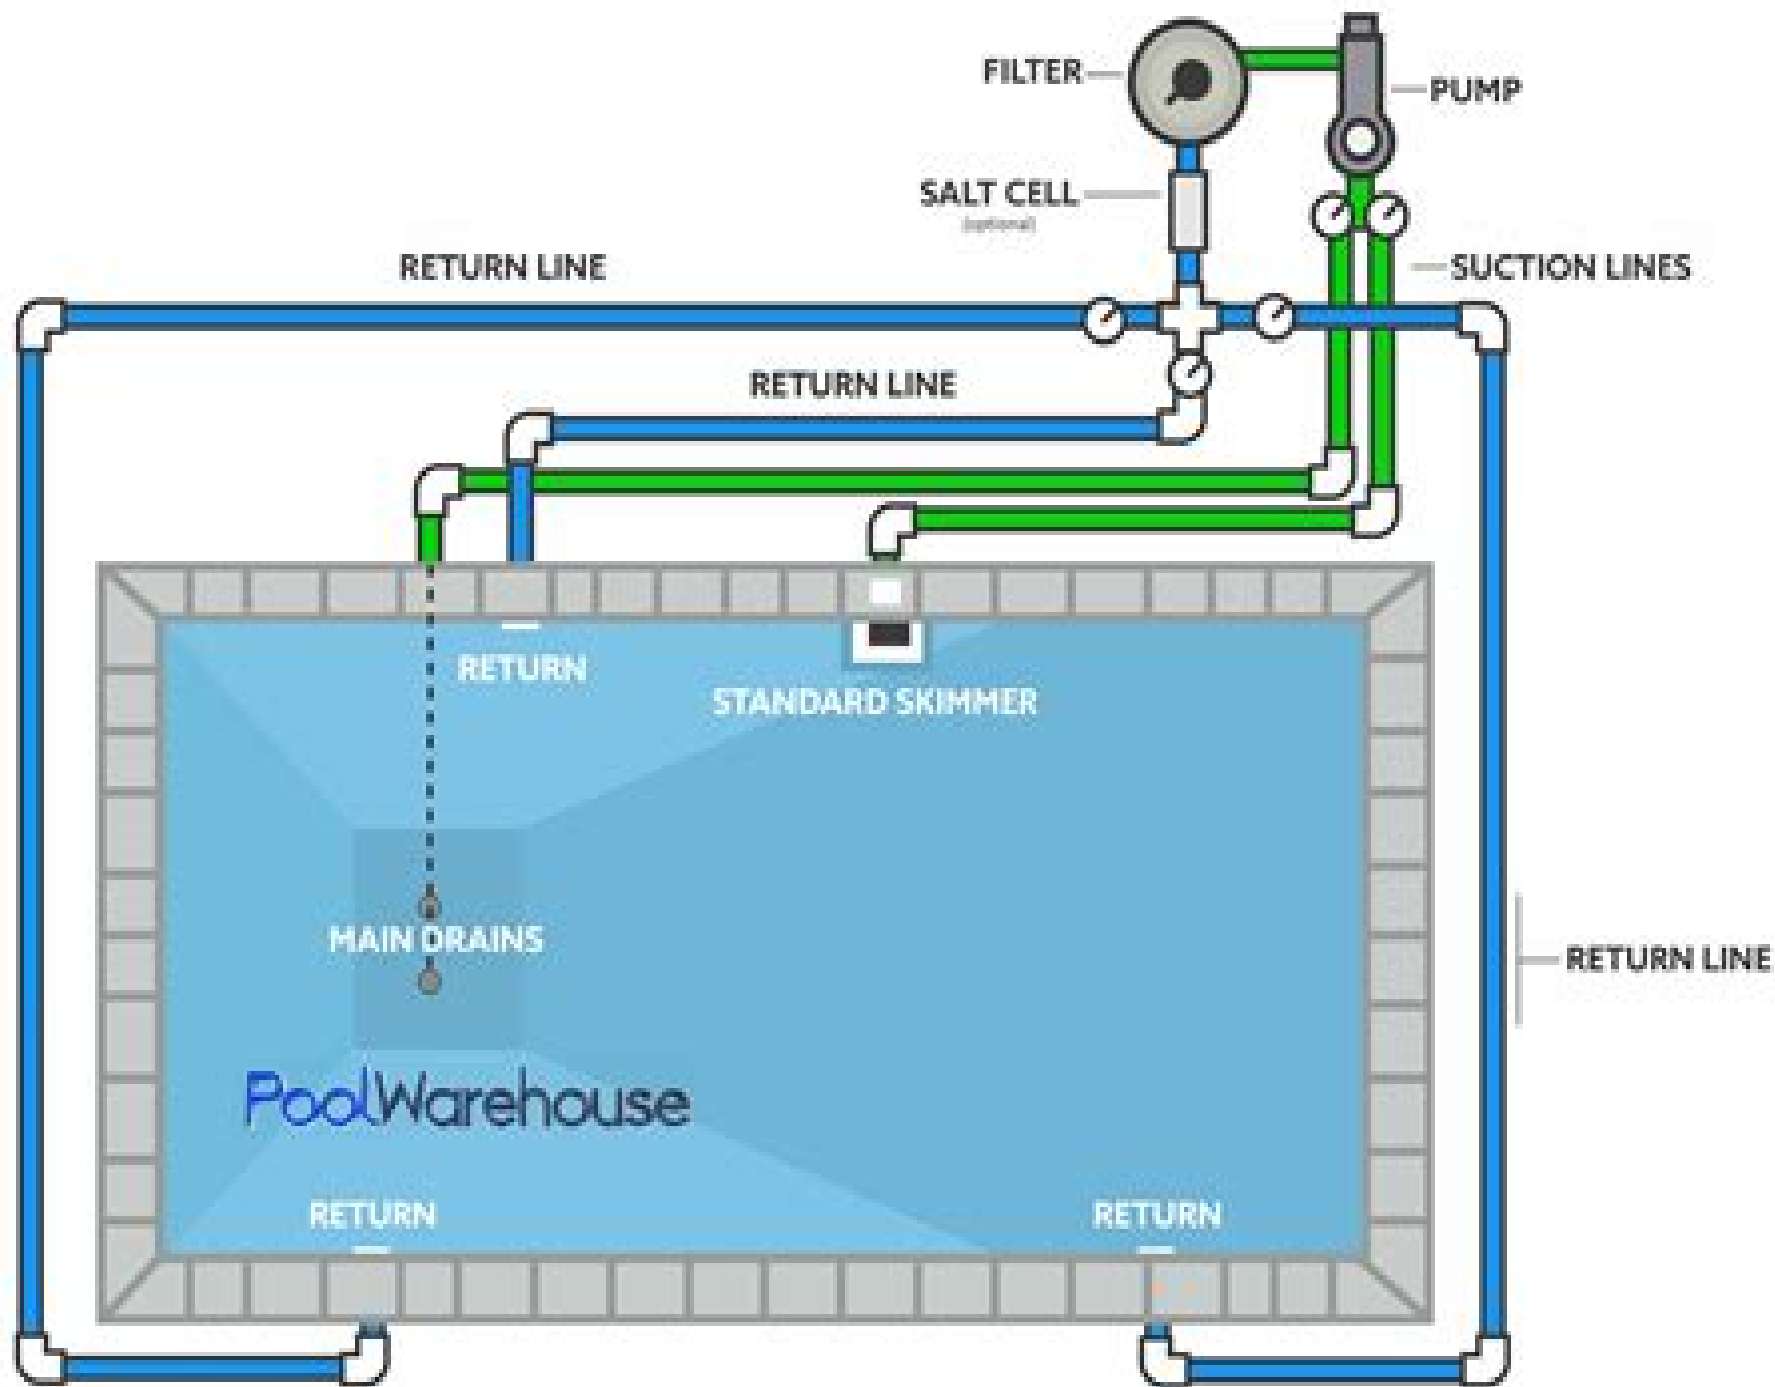 FILTER
PUMP
SALT CELL
(optional)
RETURN LINE
SUCTION LINES
RETURN LINE
RETURN
STANDARD SKIMMER
MAIN DRAINS
RETURN LINE
PoolWarehouse
RETURN
RETURN